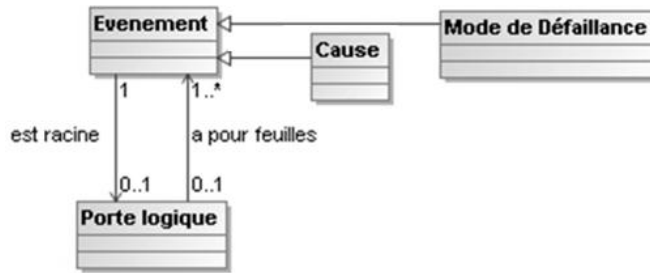 Evenement
Mode de Défaillance
Cause
1
1..*
est racine
a pour feuilles
0..1
0..1
Porte logique